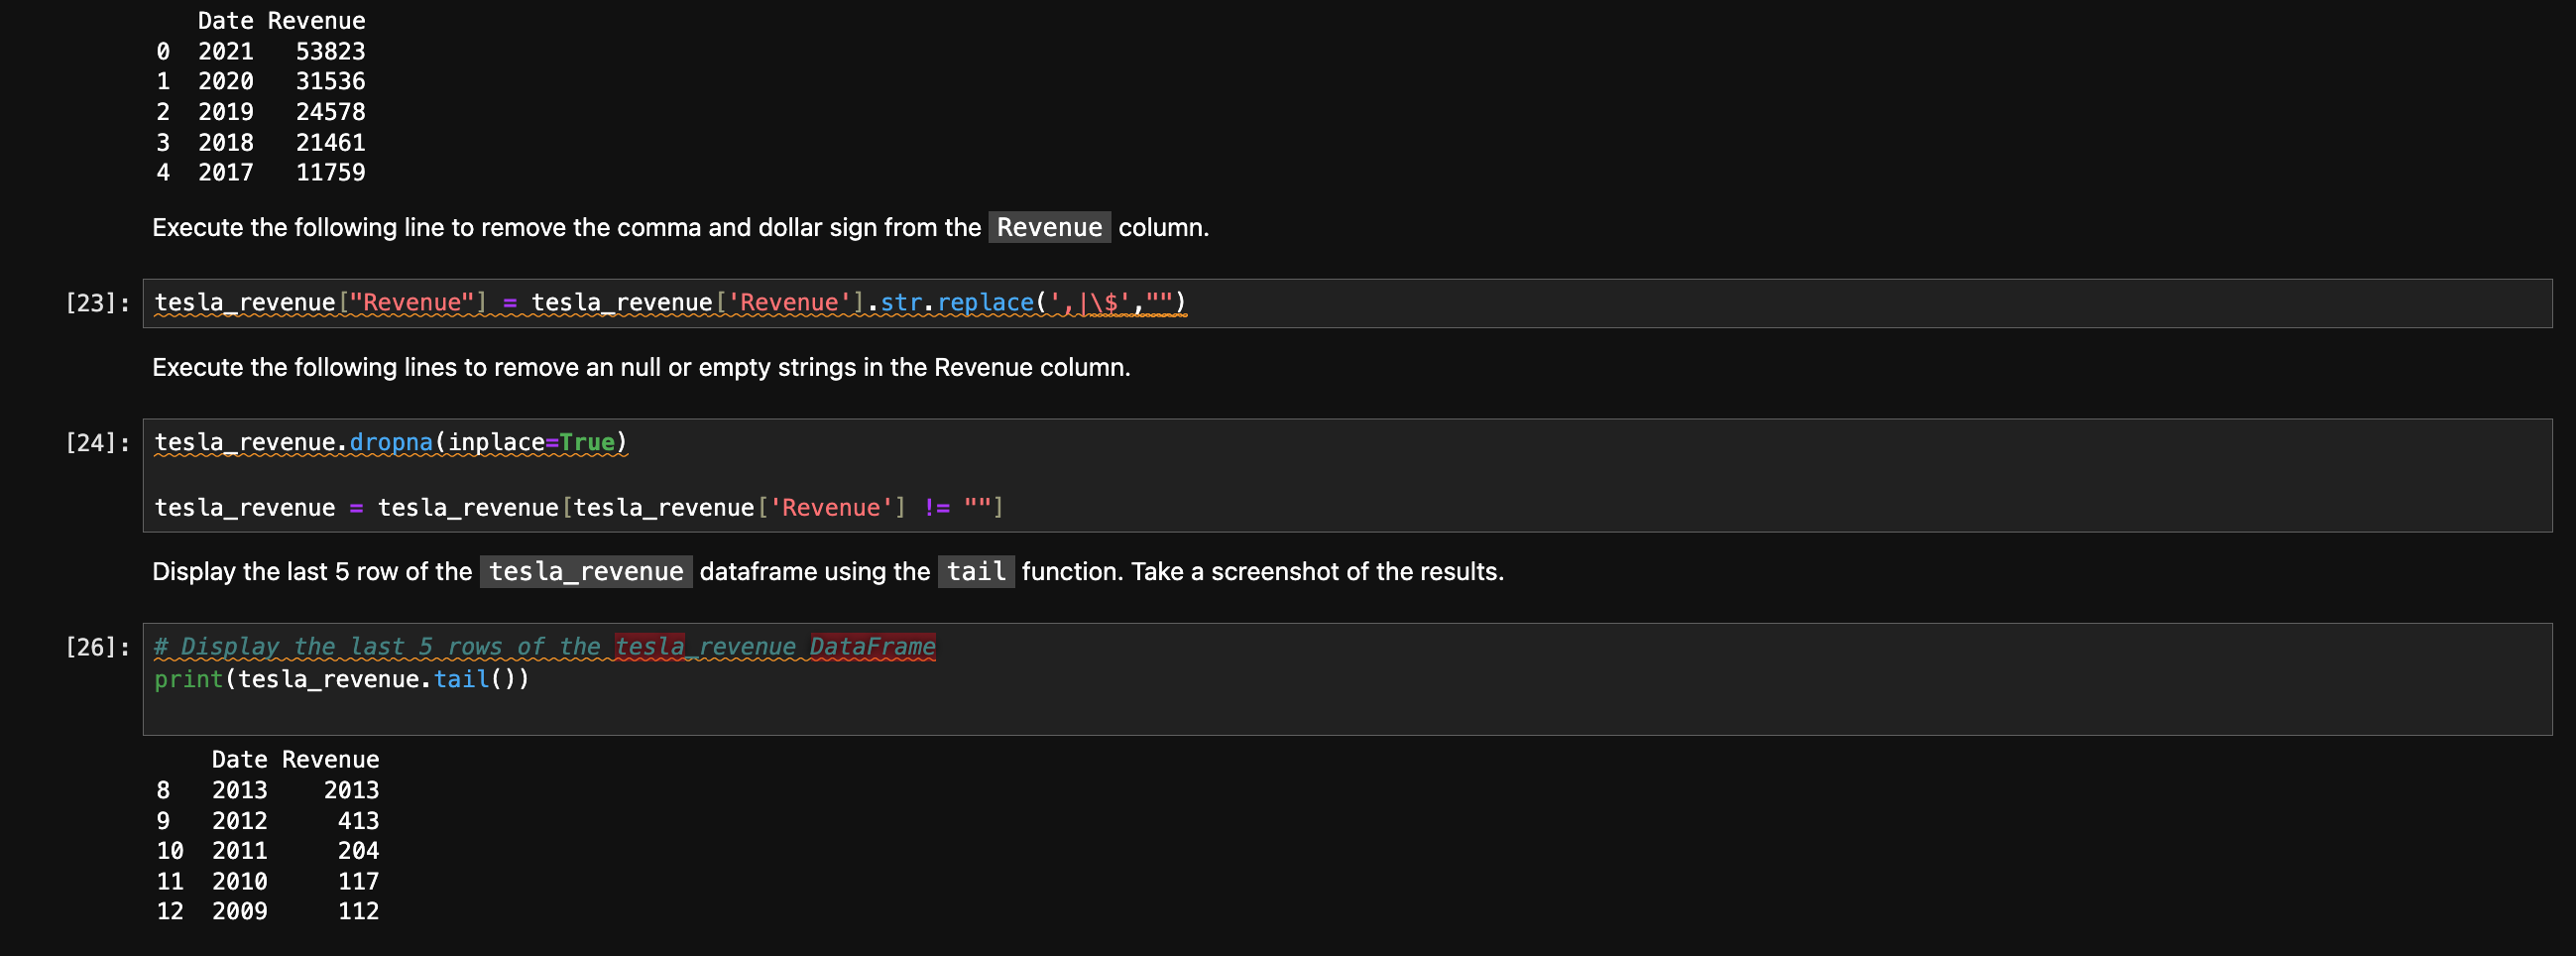 Date Revenue
0 2021 53823
1 2020 31536
2 2019 24578
3 2018 21461
4 2017 11759
Execute the following line to remove the comma and dollar sign from the Revenue column.
[23]: tesla_revenue["Revenue"] = tesla_revenue['Revenue'].str.replace(',|\$',"")
Execute the following lines to remove an null or empty strings in the Revenue column.
[24]: tesla_revenue.dropna(inplace=True)
tesla_revenue = tesla_revenue[tesla_revenue['Revenue'] != ""]
Display the last 5 row of the tesla_revenue dataframe using the tail function. Take a screenshot of the results.
[26]: # Display the last 5 rows of the tesla_revenue DataFrame
print(tesla_revenue.tail())
Date Revenue
8 2013 2013
9 2012 413
10 2011 204
11 2010 117
12 2009 112